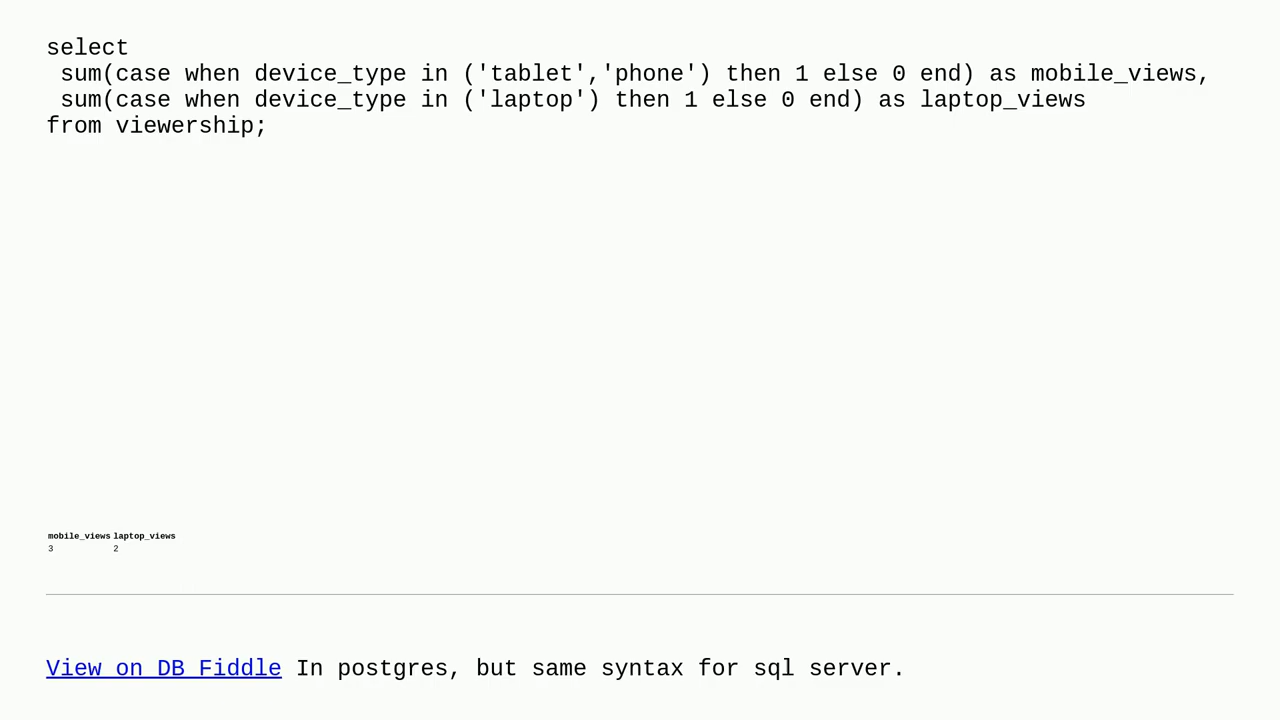 select
 sum(case when device_type in ('tablet','phone') then 1 else 0 end) as mobile_views,
 sum(case when device_type in ('laptop') then 1 else 0 end) as laptop_views
from viewership;
mobile_views laptop_views
3 2
View on DB Fiddle In postgres, but same syntax for sql server.